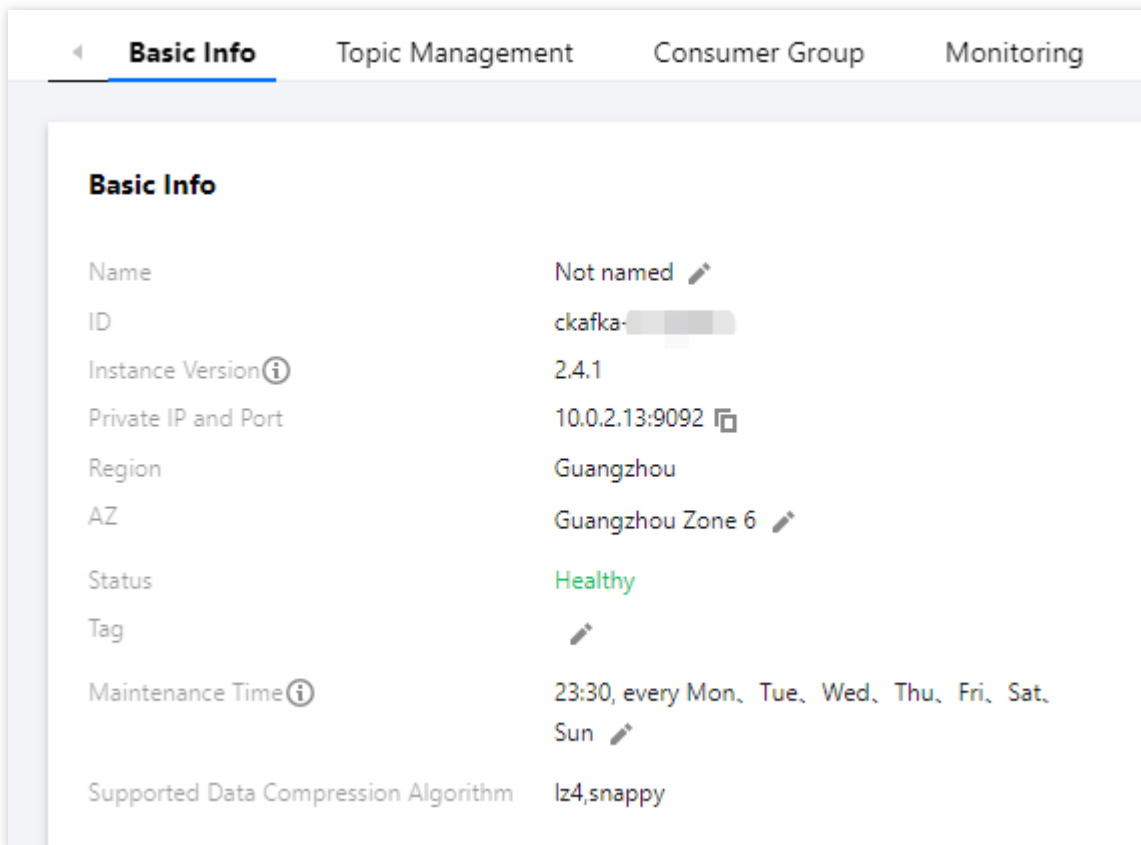 Basic Info Topic Management Consumer Group Monitoring
Basic Info
Name Not named
ID ckafka-
Instance Version 2.4.1
Private IP and Port 10.0.2.13:9092
Region Guangzhou
AZ Guangzhou Zone 6
Status Healthy
Tag
Maintenance Time 23:30, every Mon、Tue、Wed、Thu、Fri、Sat、
Sun
Supported Data Compression Algorithm lz4,snappy